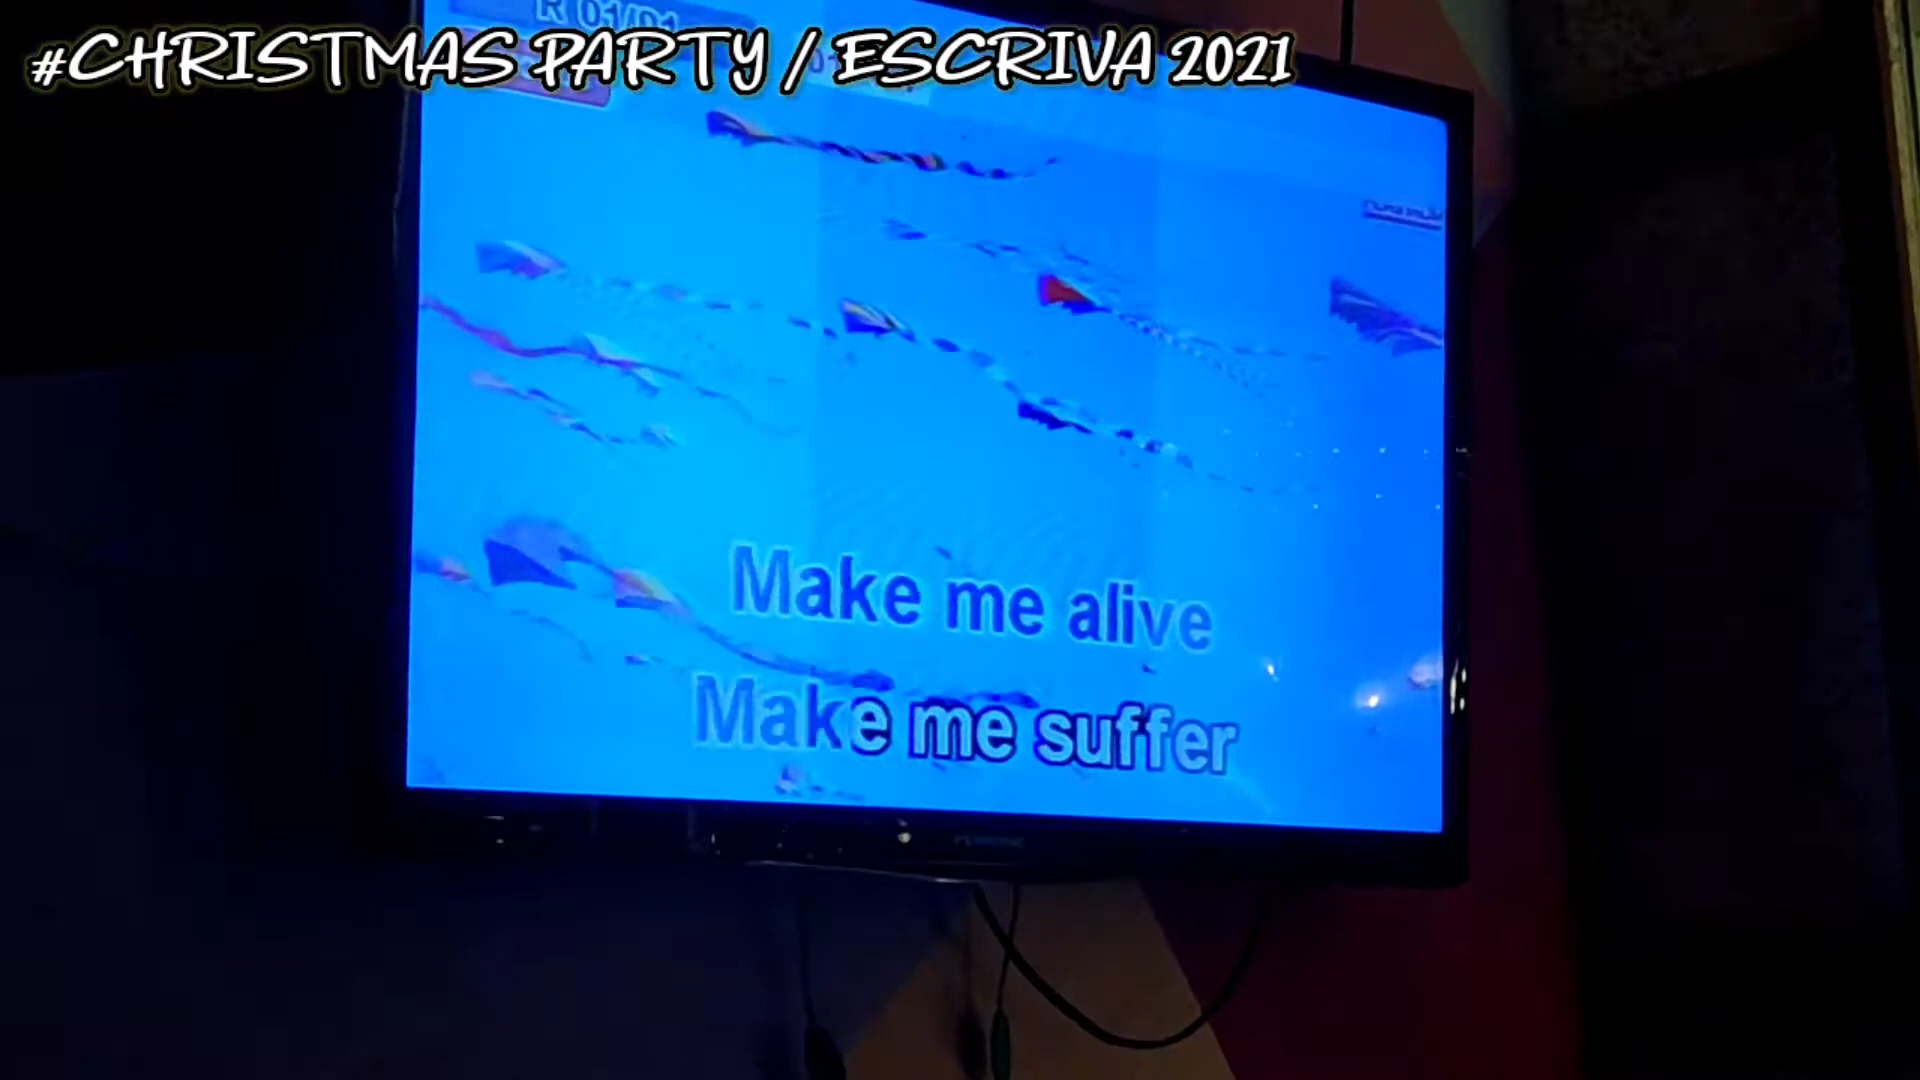 #CHRISTMAS PARTY / ESCRIVA 2021
Make me alive
Make me suffer